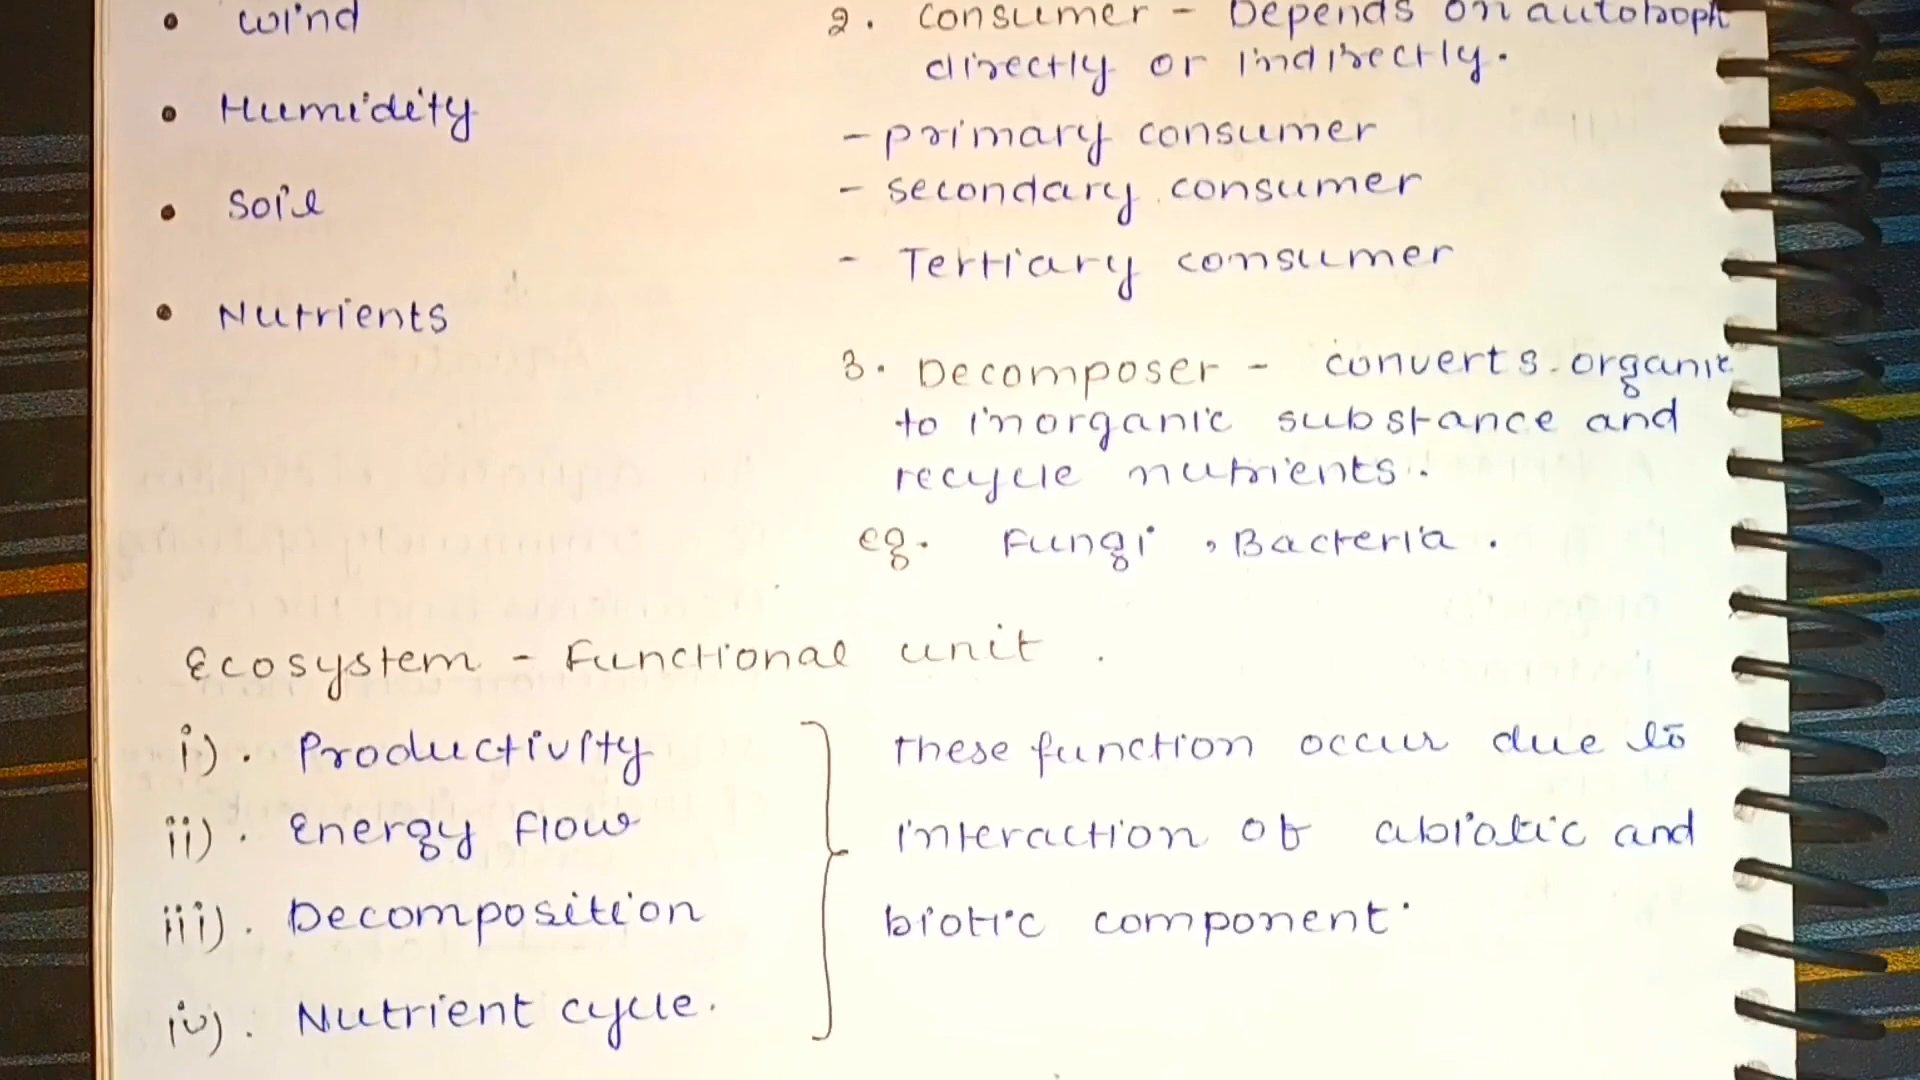 • Wind
• Humidity
• Soil
• Nutrients
2. Consumer - Depends on autotroph
directly or indirectly.
- primary consumer
- secondary consumer
- Tertiary consumer
3. Decomposer - converts organic
to inorganic substance and
recycle nutrients.
eg. Fungi, Bacteria.
Ecosystem - Functional unit.
i). Productivity
ii). Energy flow
iii). Decomposition
iv). Nutrient cycle.
These function occur due to
interaction of abiotic and
biotic component.